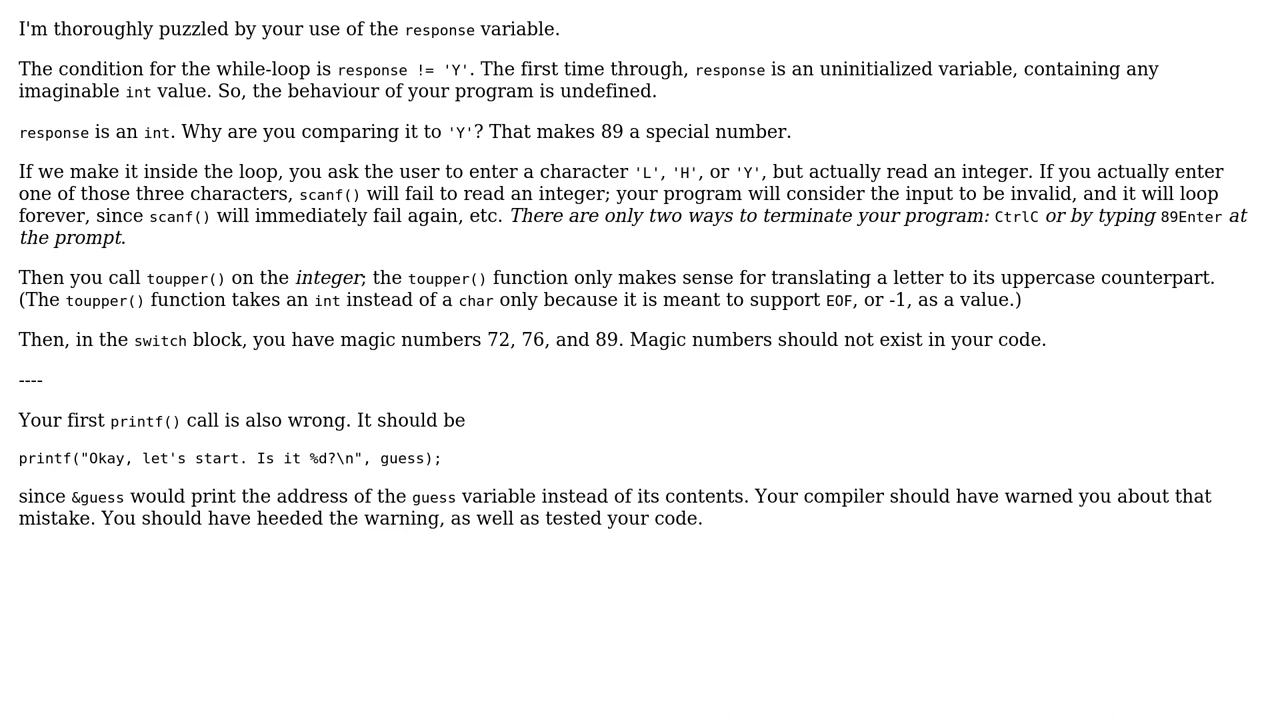 I'm thoroughly puzzled by your use of the response variable.
The condition for the while-loop is response != 'Y'. The first time through, response is an uninitialized variable, containing any
imaginable int value. So, the behaviour of your program is undefined.
response is an int. Why are you comparing it to 'Y'? That makes 89 a special number.
If we make it inside the loop, you ask the user to enter a character 'L', 'H', or 'Y', but actually read an integer. If you actually enter
one of those three characters, scanf() will fail to read an integer; your program will consider the input to be invalid, and it will loop
forever, since scanf() will immediately fail again, etc. There are only two ways to terminate your program: CtrlC or by typing 89Enter at
the prompt.
Then you call toupper() on the integer; the toupper() function only makes sense for translating a letter to its uppercase counterpart.
(The toupper() function takes an int instead of a char only because it is meant to support EOF, or -1, as a value.)
Then, in the switch block, you have magic numbers 72, 76, and 89. Magic numbers should not exist in your code.
----
Your first printf() call is also wrong. It should be
printf("Okay, let's start. Is it %d?\n", guess);
since &guess would print the address of the guess variable instead of its contents. Your compiler should have warned you about that
mistake. You should have heeded the warning, as well as tested your code.